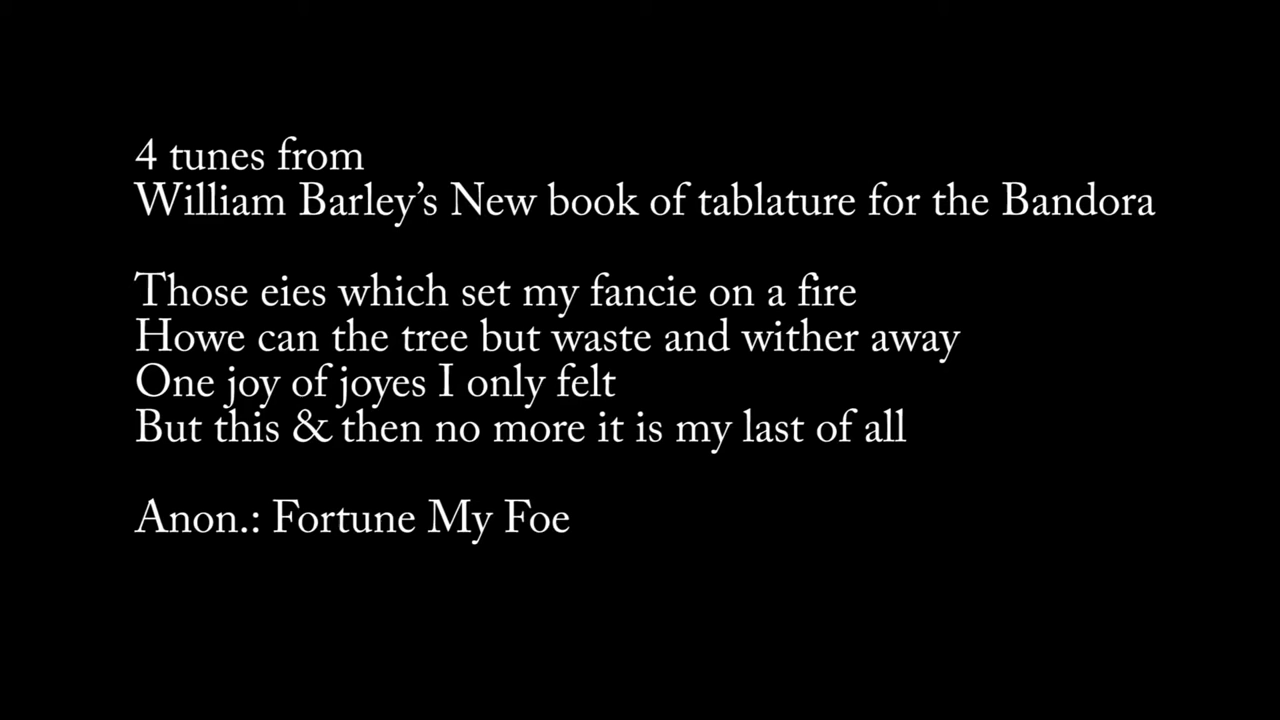 4 tunes from
William Barley’s New book of tablature for the Bandora
Those eies which set my fancie on a fire
Howe can the tree but waste and wither away
One joy of joyes I only felt
But this & then no more it is my last of all
Anon.: Fortune My Foe